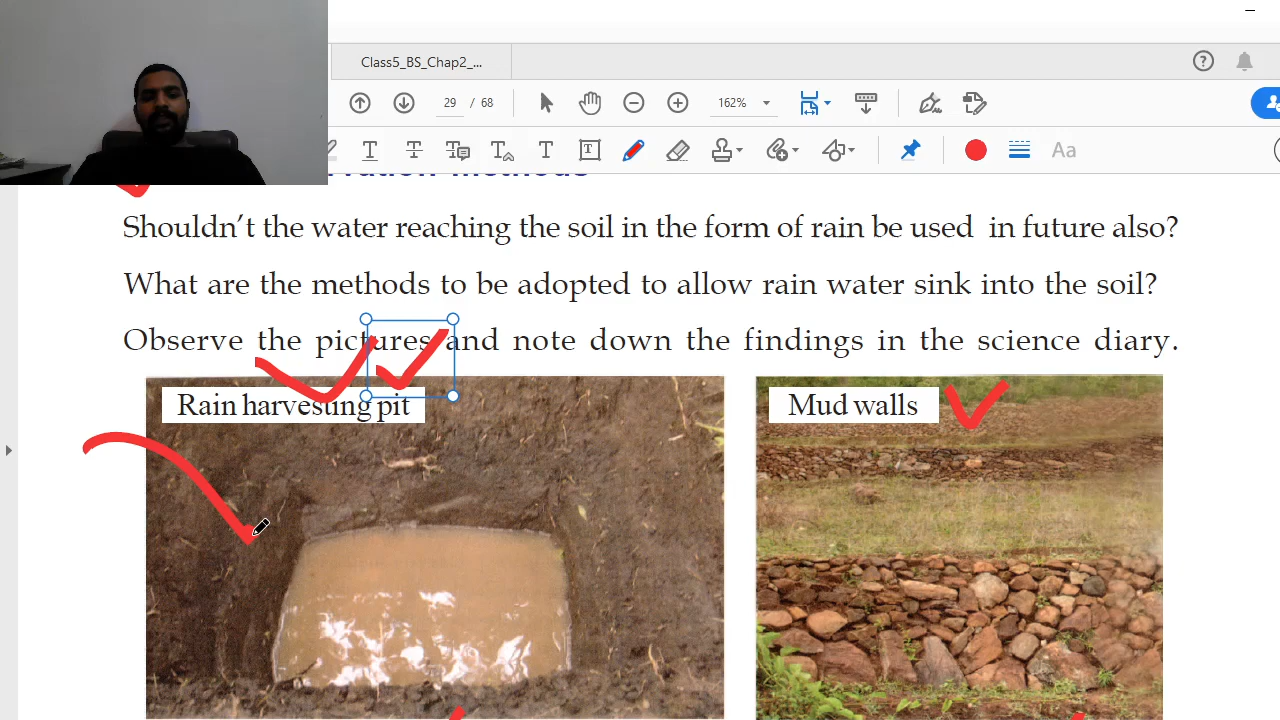 Class5_BS_Chap2_...
29 / 68
162%
Aa
Shouldn't the water reaching the soil in the form of rain be used in future also?
What are the methods to be adopted to allow rain water sink into the soil?
Observe the pictures and note down the findings in the science diary.
Rain harvesting pit
Mud walls